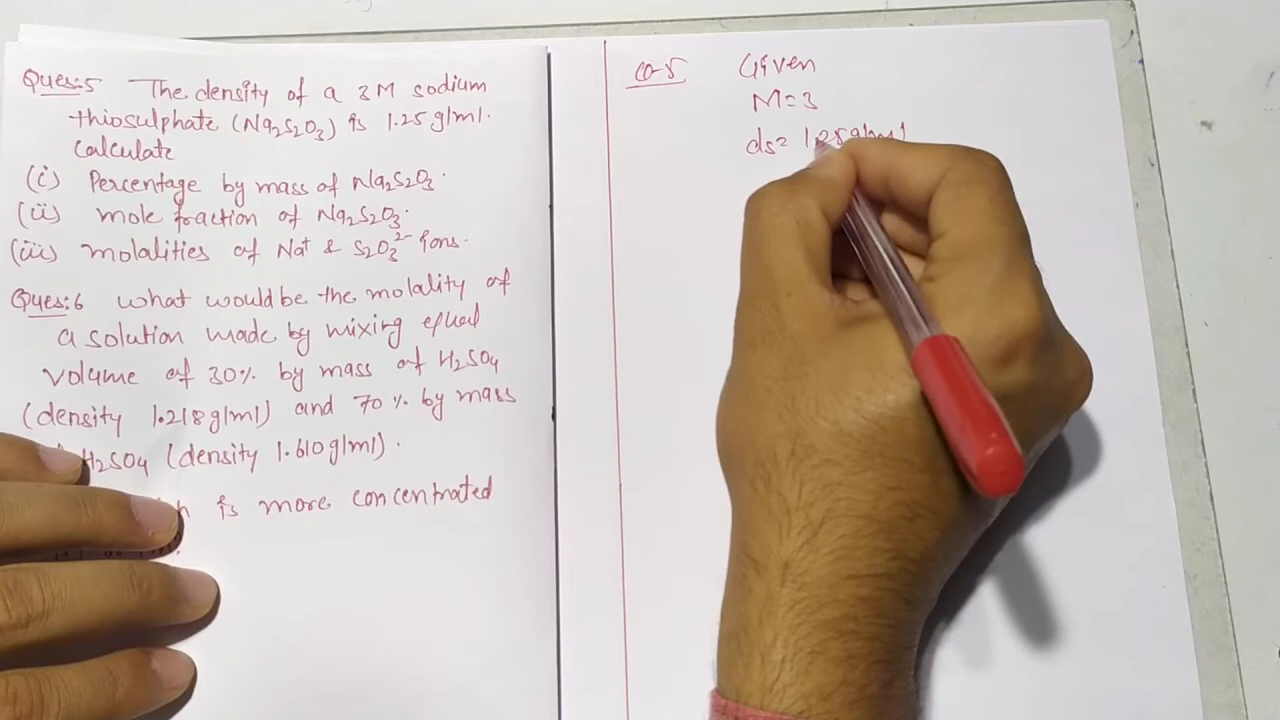 Ques:5 The density of a 3M sodium
thiosulphate (Na2S2O3) is 1.25 g/ml.
Calculate
(i) Percentage by mass of Na2S2O3.
(ii) mole fraction of Na2S2O3.
(iii) molalities of Na+ & S2O3 2- ions.
Ques:6 what would be the molality of
a solution made by mixing equal
volume of 30% by mass of H2SO4
(density 1.218 g/ml) and 70% by mass
H2SO4 (density 1.610 g/ml).
is more concentrated
Q-5 Given
M=3
ds= 1.25 g/ml